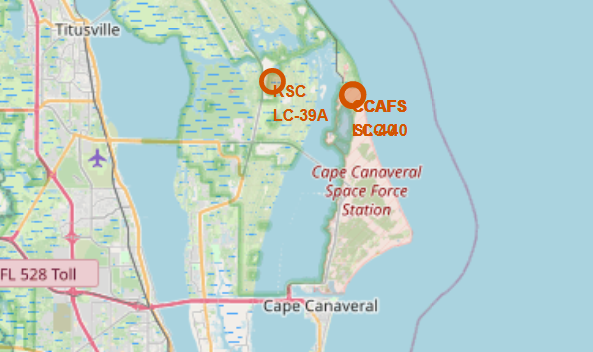 Titusville
KSC
LC-39A
CCAFS
Cape Canaveral
Space Force
Station
FL 528 Toll
Cape Canaveral